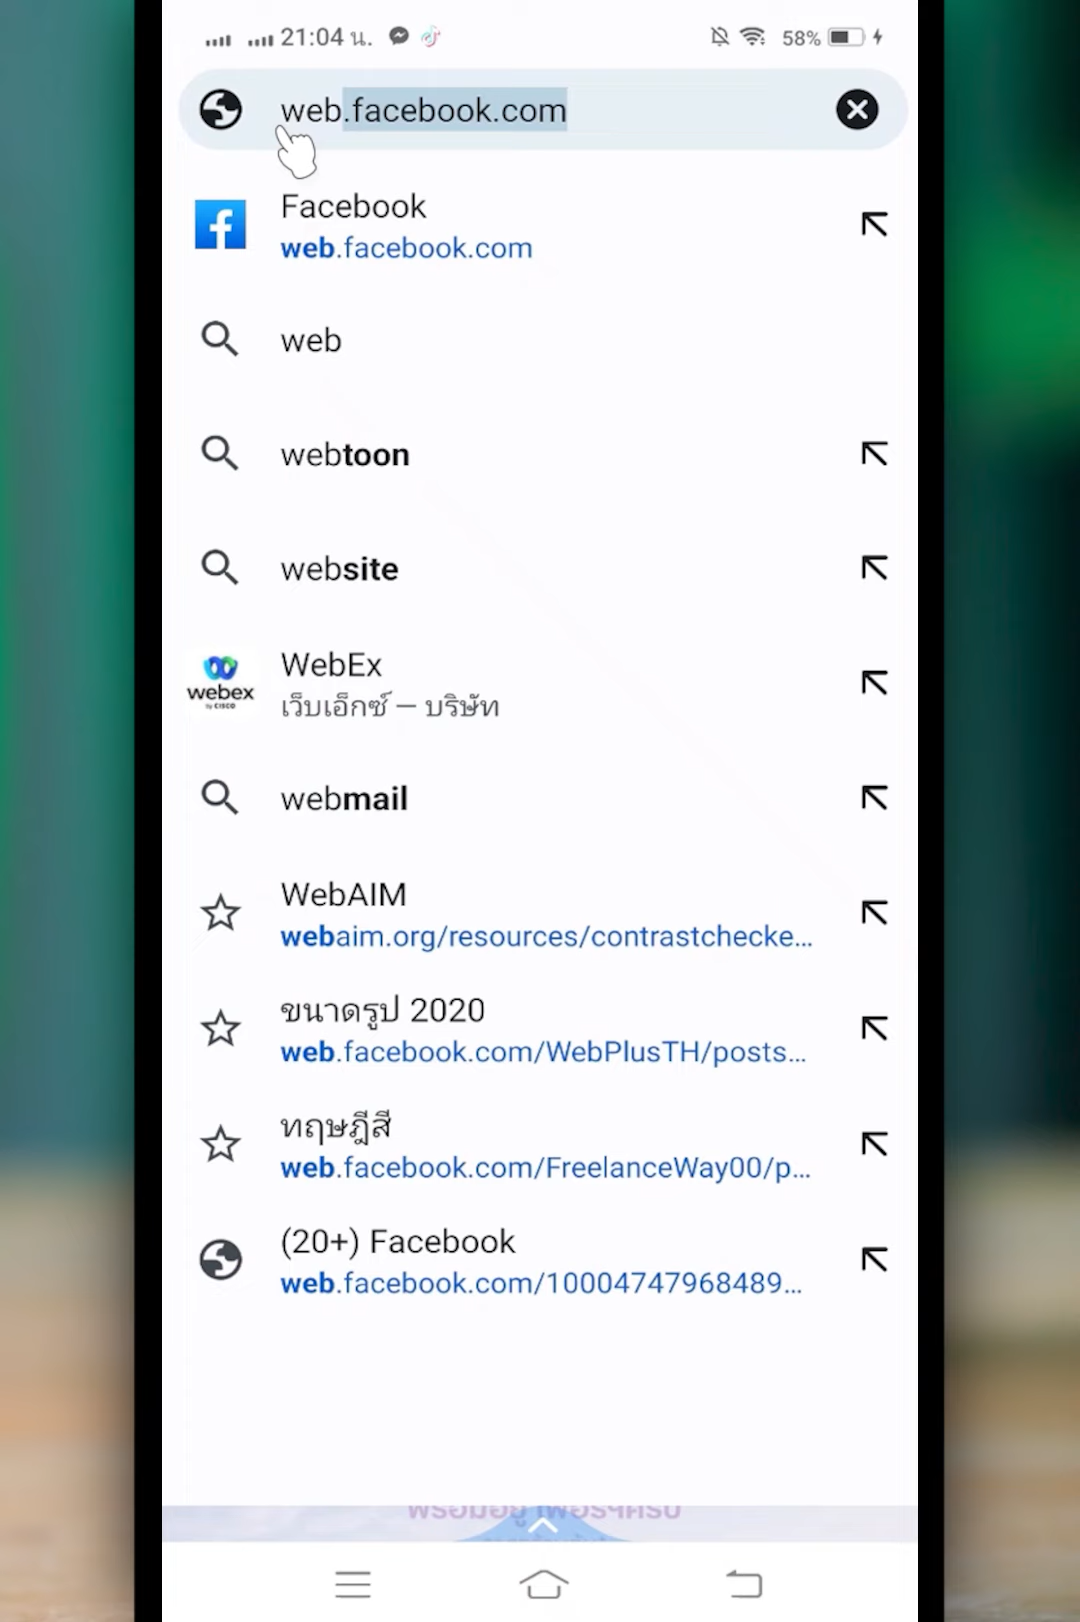 21:04 น.
58%
web.facebook.com
Facebook
web.facebook.com
web
webtoon
website
webex
by CISCO
WebEx
เว็บเอ็กซ์ — บริษัท
webmail
WebAIM
webaim.org/resources/contrastchecke...
ขนาดรูป 2020
web.facebook.com/WebPlusTH/posts...
ทฤษฎีสี
web.facebook.com/FreelanceWay00/p...
(20+) Facebook
web.facebook.com/10004747968489...